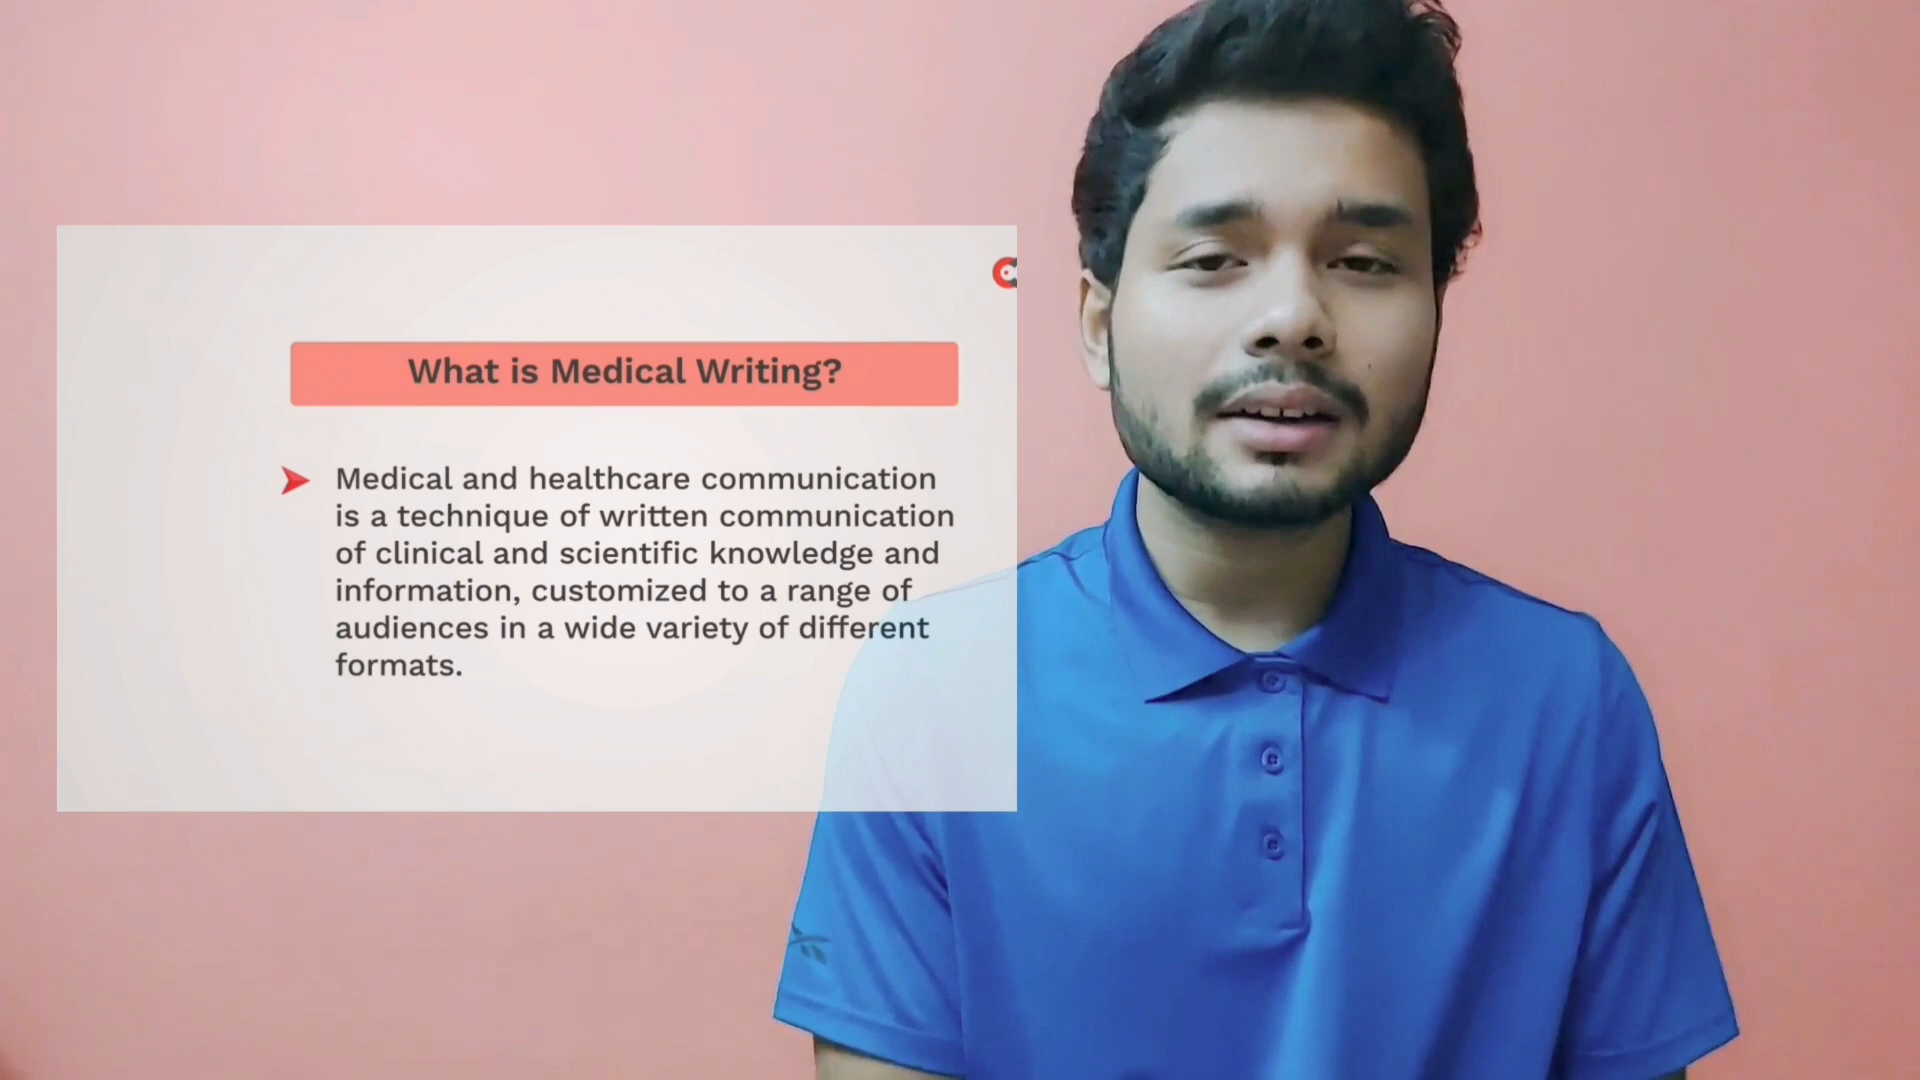 What is Medical Writing?
Medical and healthcare communication
is a technique of written communication
of clinical and scientific knowledge and
information, customized to a range of
audiences in a wide variety of different
formats.